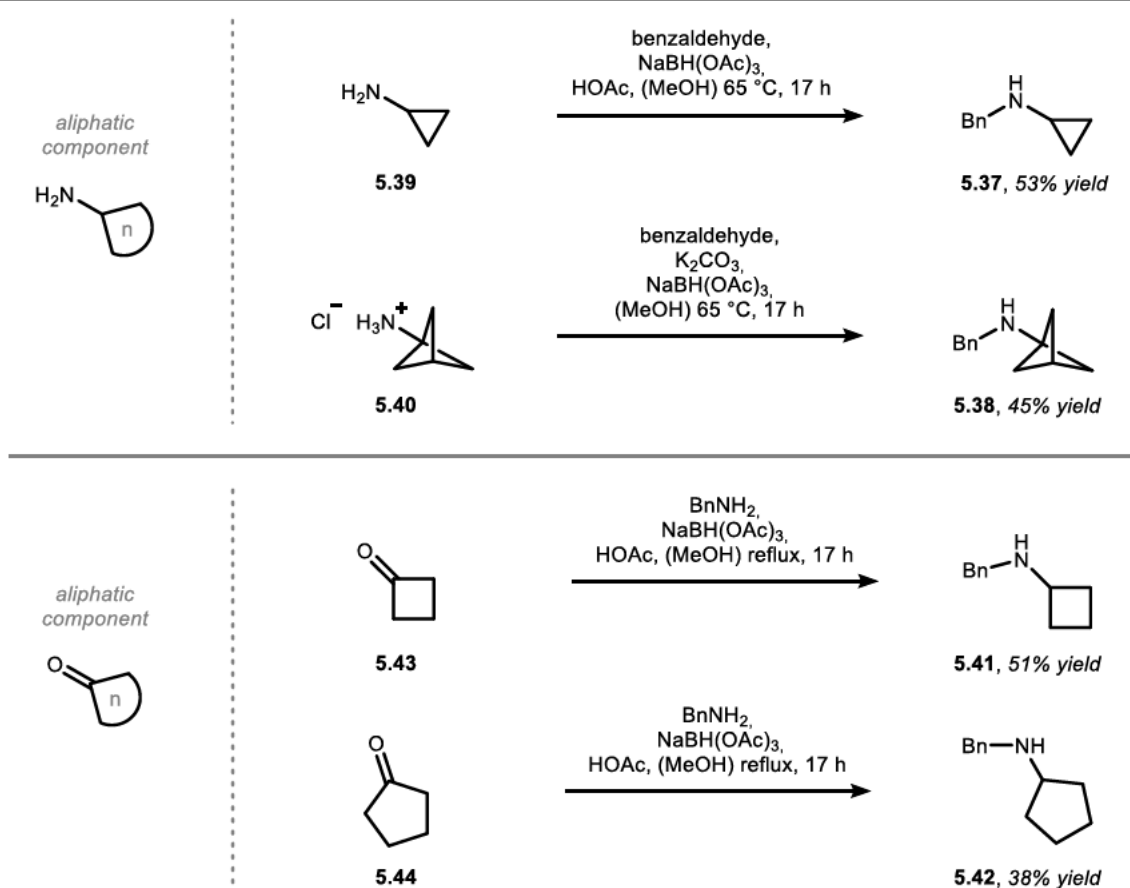 aliphatic
component
H₂N
n
H₂N
5.39
benzaldehyde,
NaBH(OAc)₃,
HOAc, (MeOH) 65 °C, 17 h
H
N
Bn
5.37, 53% yield
Cl⁻ H₃N⁺
5.40
benzaldehyde,
K₂CO₃,
NaBH(OAc)₃,
(MeOH) 65 °C, 17 h
H
N
Bn
5.38, 45% yield
aliphatic
component
O
n
O
5.43
BnNH₂,
NaBH(OAc)₃,
HOAc, (MeOH) reflux, 17 h
H
N
Bn
5.41, 51% yield
O
5.44
BnNH₂,
NaBH(OAc)₃,
HOAc, (MeOH) reflux, 17 h
Bn NH
5.42, 38% yield